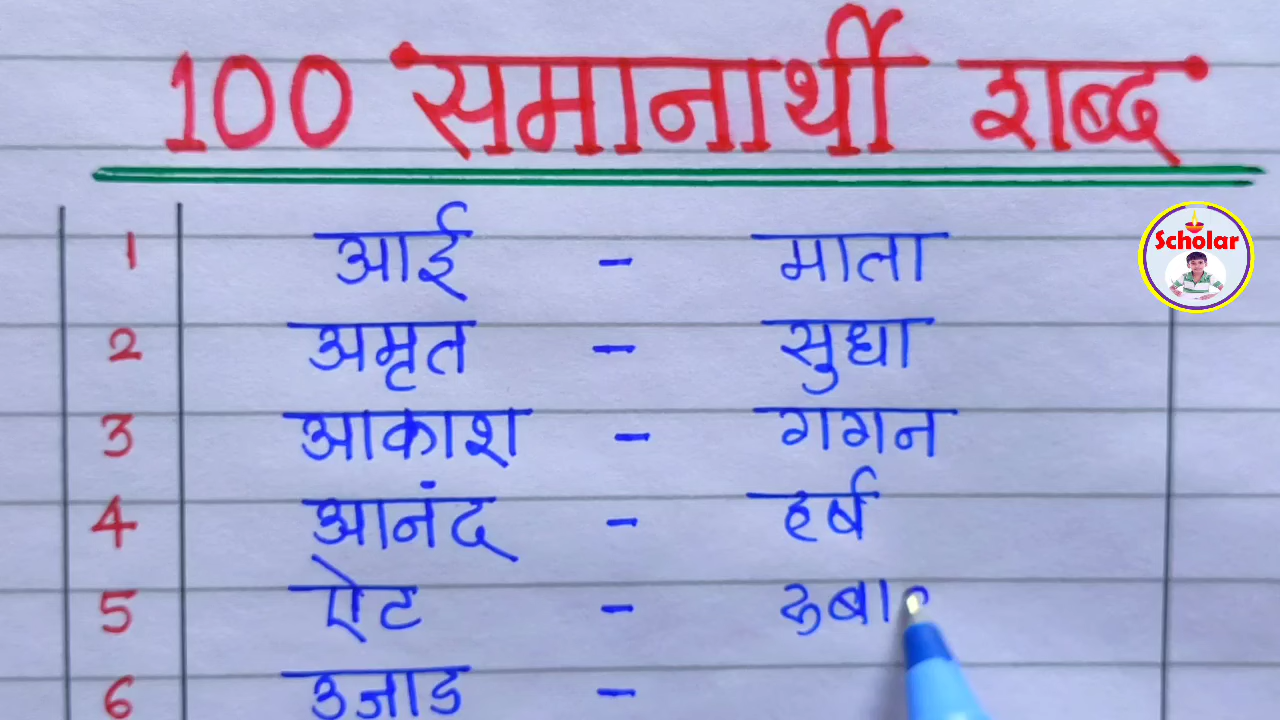 100 समानार्थी शब्द
Scholar
1 आई - माता
2 अमृत - सुधा
3 आकाश - गगन
4 आनंद - हर्ष
5 ऐट -
6 उजाड -